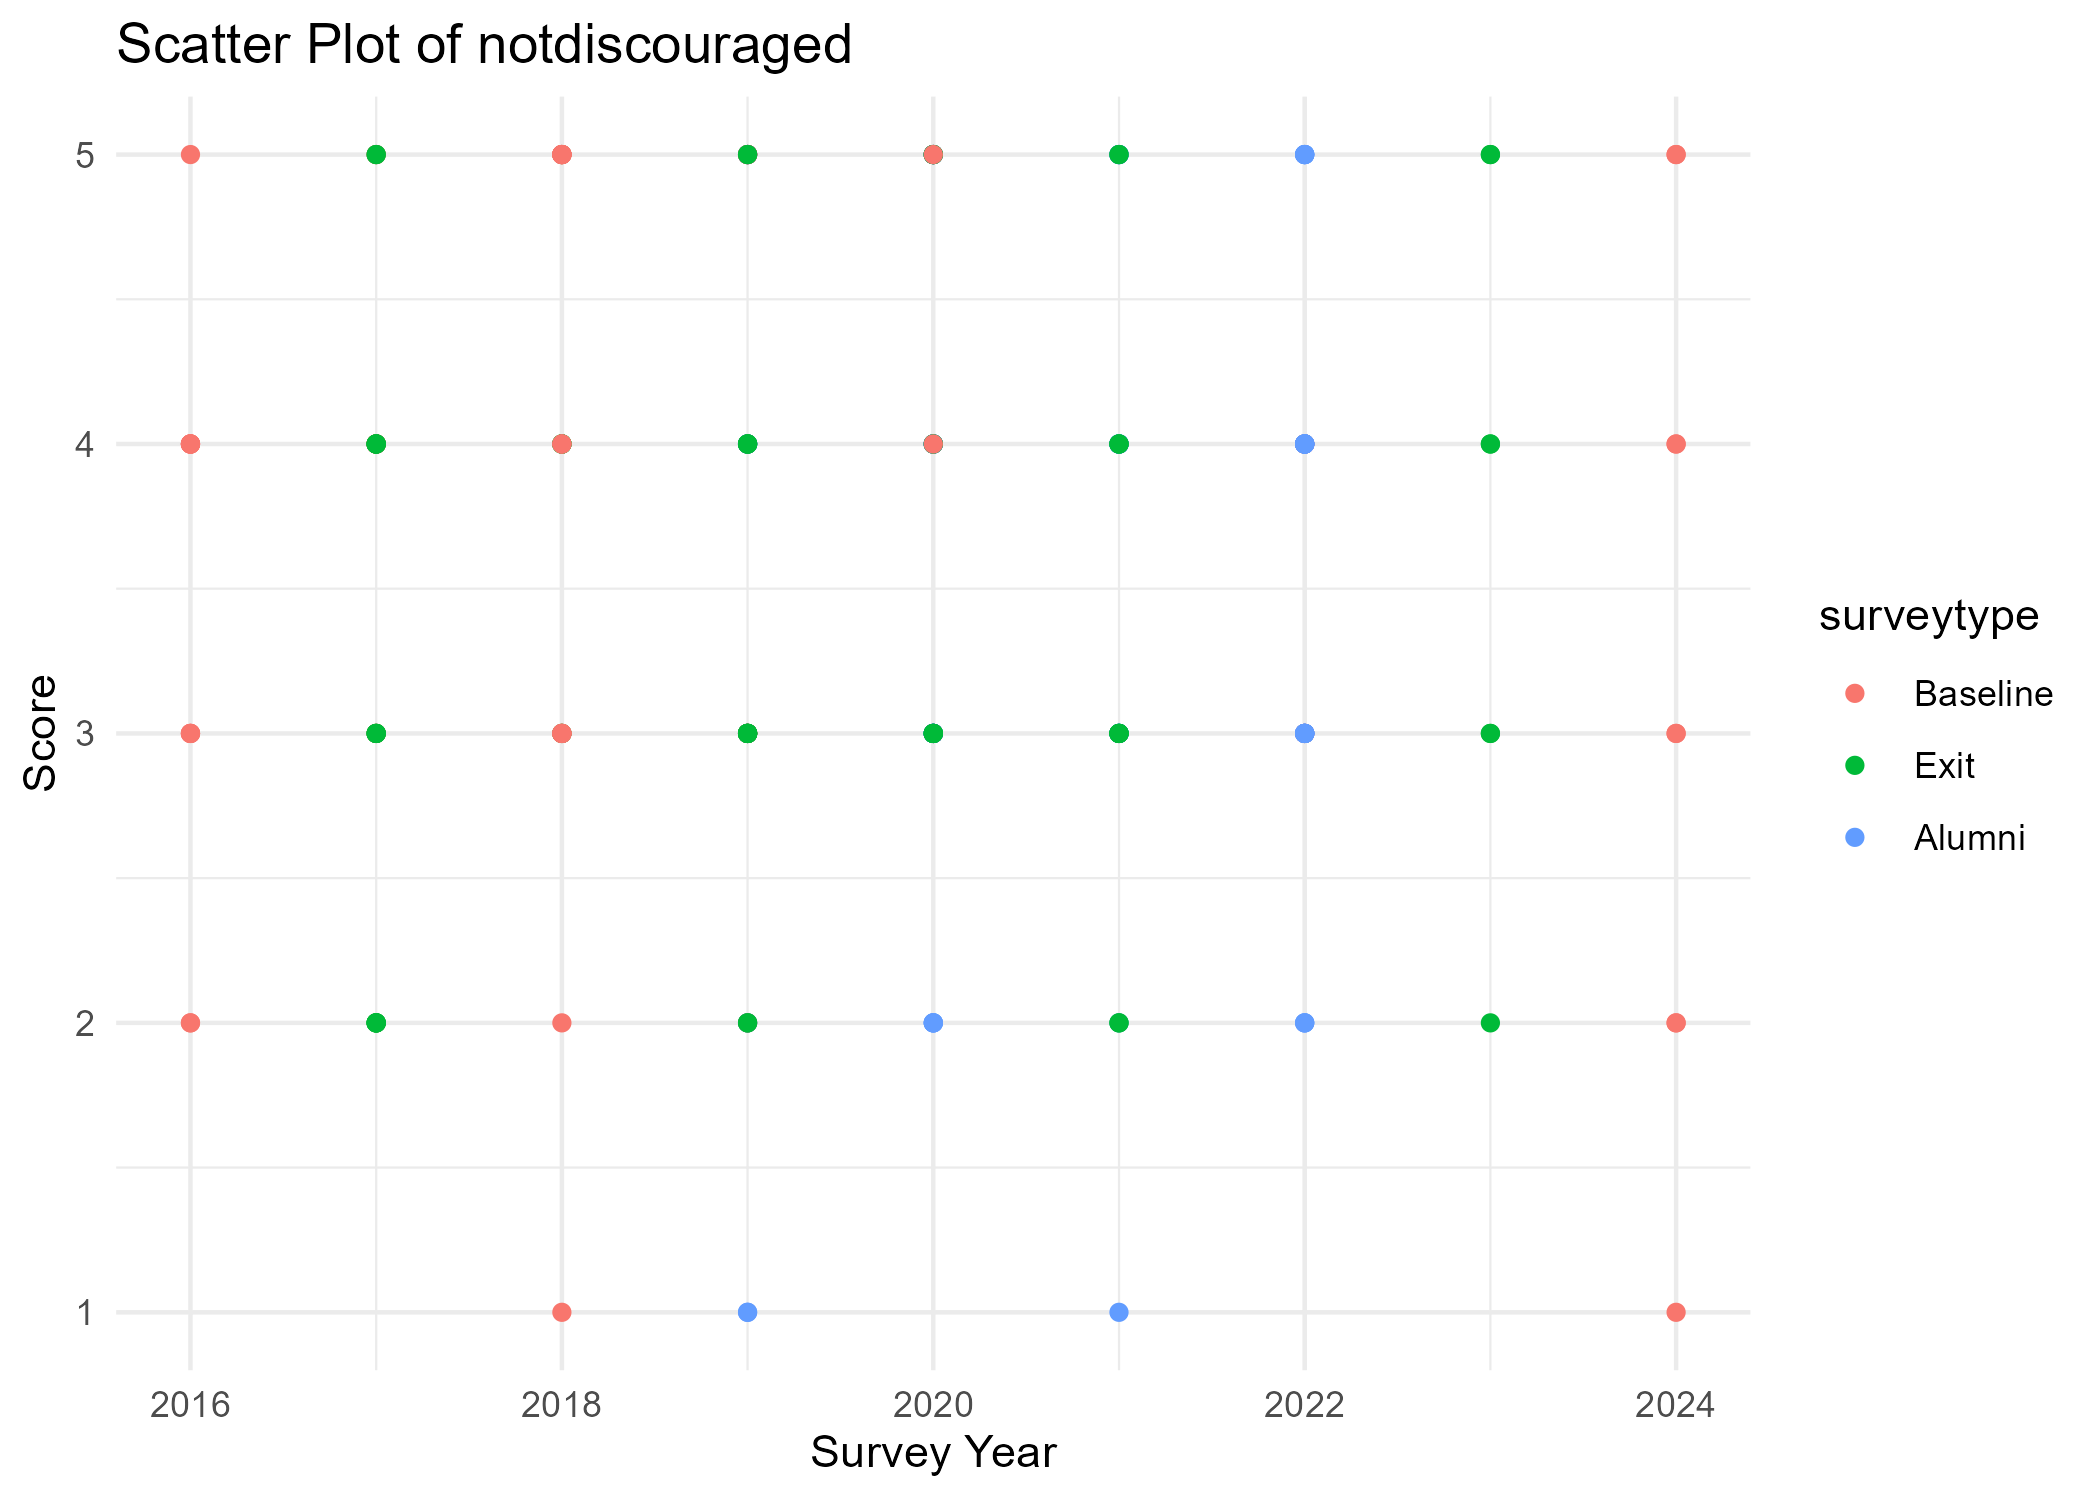 Scatter Plot of notdiscouraged
5
4
3
2
1
Score
2016 2018 2020 2022 2024
Survey Year
surveytype
Baseline
Exit
Alumni